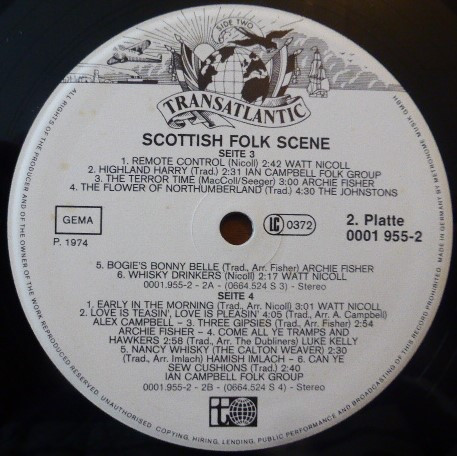 SIDE TWO
TRANSATLANTIC
SCOTTISH FOLK SCENE
SEITE 3
1. REMOTE CONTROL (Nicoll) 2:42 WATT NICOLL
2. HIGHLAND HARRY (Trad.) 2:31 IAN CAMPBELL FOLK GROUP
3. THE TERROR TIME (MacColl/Seeger) 3:00 ARCHIE FISHER
4. THE FLOWER OF NORTHUMBERLAND (Trad.) 4:30 THE JOHNSTONS
GEMA
P. 1974
LC 0372
2. Platte
0001 955-2
5. BOGIE'S BONNY BELLE (Trad., Arr. Fisher) ARCHIE FISHER
6. WHISKY DRINKERS (Nicoll) 2:17 WATT NICOLL
0001.955-2 - 2A - (0664.524 S 3) - Stereo
SEITE 4
1. EARLY IN THE MORNING (Trad., Arr. Nicoll) 3:01 WATT NICOLL
2. LOVE IS TEASIN', LOVE IS PLEASIN' 4:05 (Trad., Arr. A. Campbell)
ALEX CAMPBELL - 3. THREE GIPSIES (Trad., Arr. Fisher) 2:54
ARCHIE FISHER - 4. COME ALL YE TRAMPS AND
HAWKERS 2:58 (Trad., Arr. The Dubliners) LUKE KELLY
5. NANCY WHISKY (THE CALTON WEAVER) 2:30
(Trad., Arr. Imlach) HAMISH IMLACH - 6. CAN YE
SEW CUSHIONS (Trad.) 2:40
IAN CAMPBELL FOLK GROUP
0001.955-2 - 2B - (0664.524 S 4) - Stereo
ALL RIGHTS OF THE PRODUCER AND OF THE OWNER OF THE WORK REPRODUCED RESERVED. UNAUTHORISED COPYING, HIRING, LENDING, PUBLIC PERFORMANCE AND BROADCASTING OF THIS RECORD PROHIBITED. MADE IN GERMANY BY METRONOME MUSIK GMBH